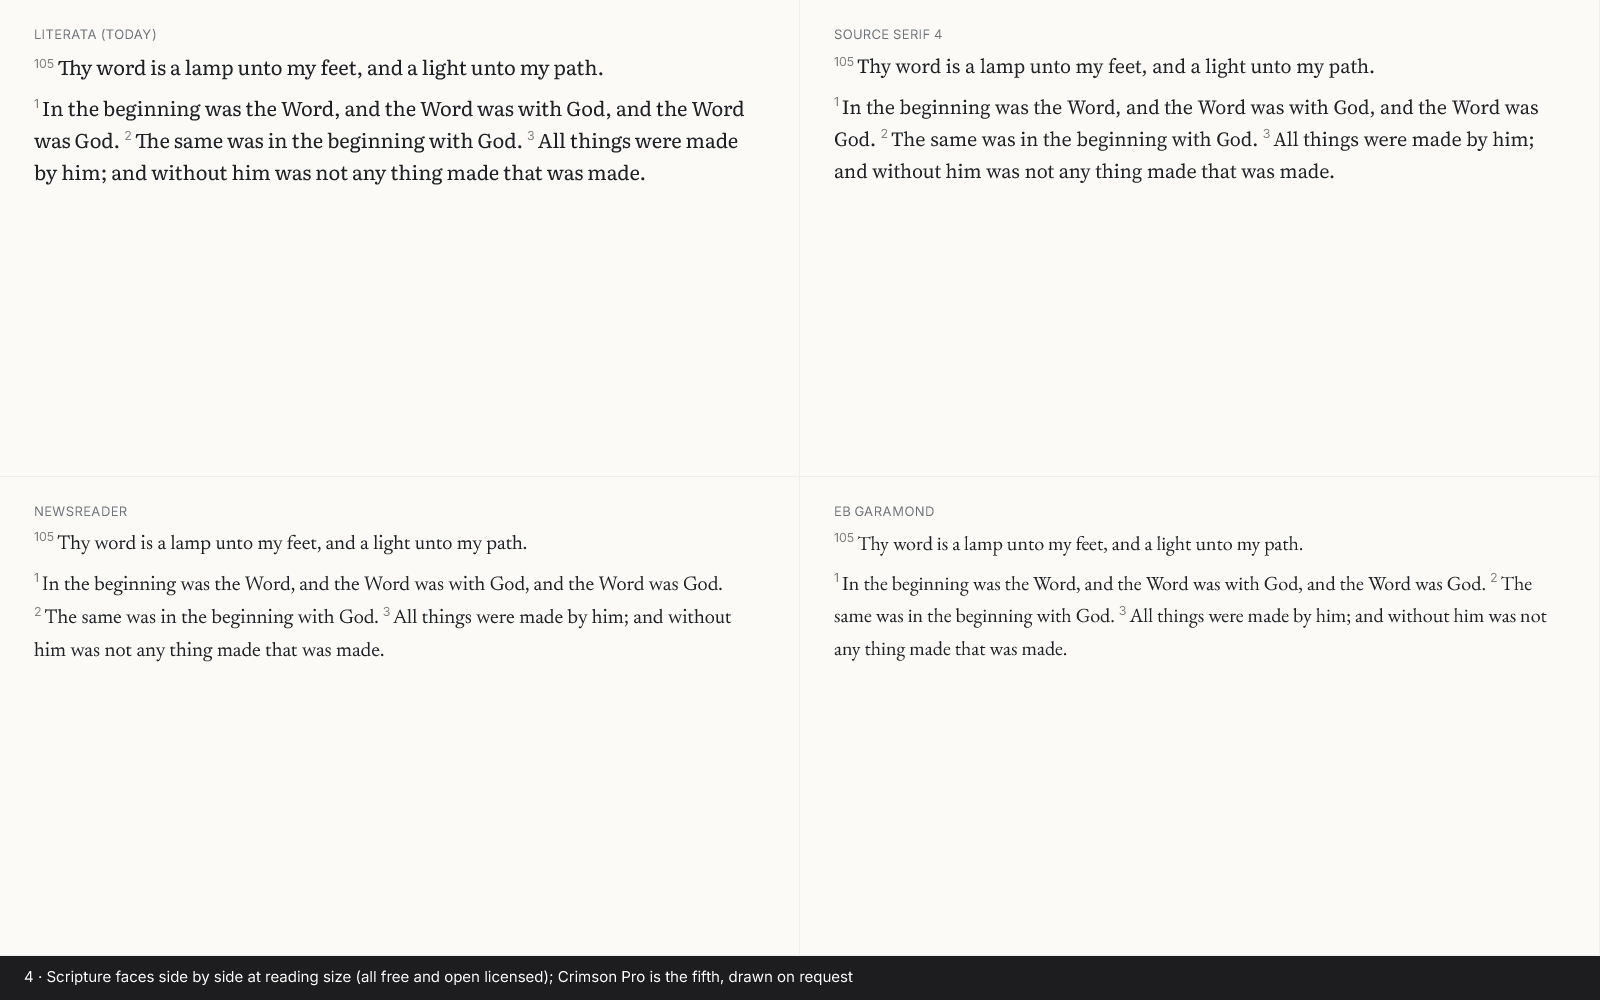 LITERATA (TODAY)
105 Thy word is a lamp unto my feet, and a light unto my path.
1 In the beginning was the Word, and the Word was with God, and the Word
was God. 2 The same was in the beginning with God. 3 All things were made
by him; and without him was not any thing made that was made.
SOURCE SERIF 4
105 Thy word is a lamp unto my feet, and a light unto my path.
1 In the beginning was the Word, and the Word was with God, and the Word was
God. 2 The same was in the beginning with God. 3 All things were made by him;
and without him was not any thing made that was made.
NEWSREADER
105 Thy word is a lamp unto my feet, and a light unto my path.
1 In the beginning was the Word, and the Word was with God, and the Word was God.
2 The same was in the beginning with God. 3 All things were made by him; and without
him was not any thing made that was made.
EB GARAMOND
105 Thy word is a lamp unto my feet, and a light unto my path.
1 In the beginning was the Word, and the Word was with God, and the Word was God. 2 The
same was in the beginning with God. 3 All things were made by him; and without him was not
any thing made that was made.
4 · Scripture faces side by side at reading size (all free and open licensed); Crimson Pro is the fifth, drawn on request